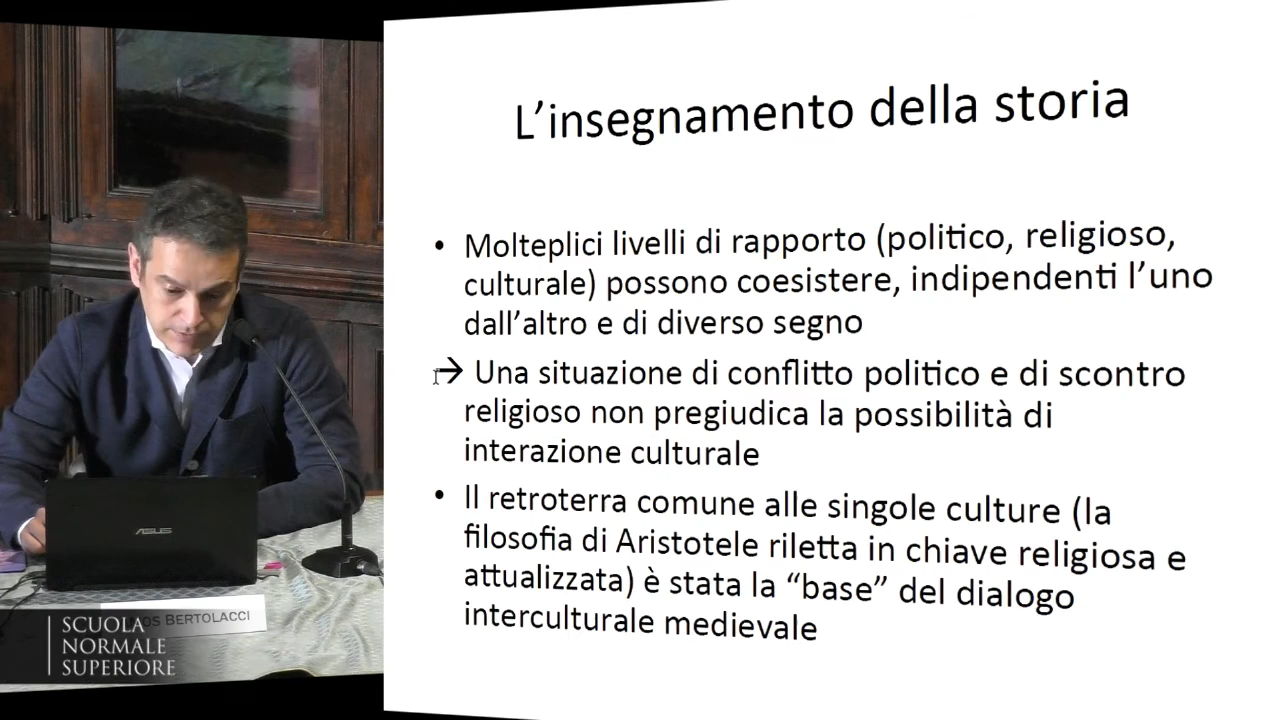 L’insegnamento della storia
• Molteplici livelli di rapporto (politico, religioso,
culturale) possono coesistere, indipendenti l’uno
dall’altro e di diverso segno
→ Una situazione di conflitto politico e di scontro
religioso non pregiudica la possibilità di
interazione culturale
• Il retroterra comune alle singole culture (la
filosofia di Aristotele riletta in chiave religiosa e
attualizzata) è stata la “base” del dialogo
interculturale medievale
ASUS
BERTOLACCI
SCUOLA
NORMALE
SUPERIORE